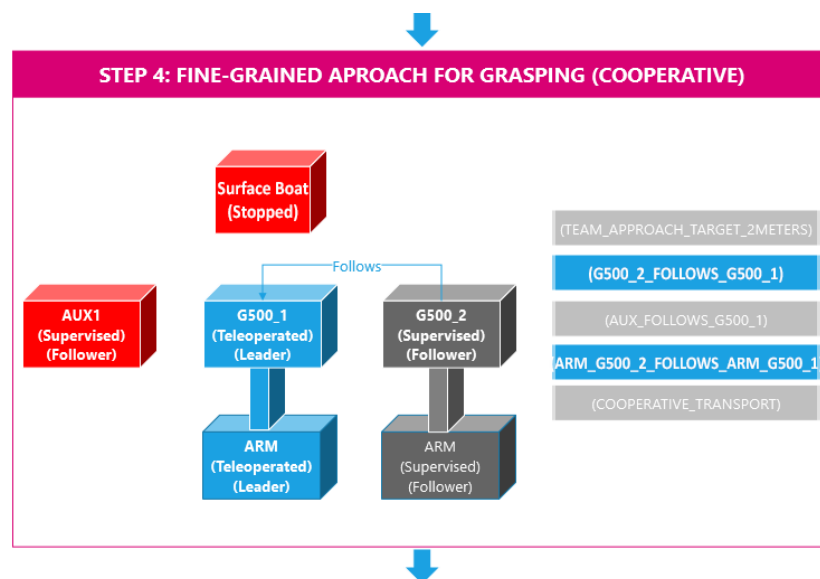 STEP 4: FINE-GRAINED APROACH FOR GRASPING (COOPERATIVE)
Surface Boat
(Stopped)
(TEAM_APPROACH_TARGET_2METERS)
Follows
(G500_2_FOLLOWS_G500_1)
AUX1
(Supervised)
(Follower)
G500_1
(Teleoperated)
(Leader)
G500_2
(Supervised)
(Follower)
(AUX_FOLLOWS_G500_1)
(ARM_G500_2_FOLLOWS_ARM_G500_1
(COOPERATIVE_TRANSPORT)
ARM
(Teleoperated)
(Leader)
ARM
(Supervised)
(Follower)